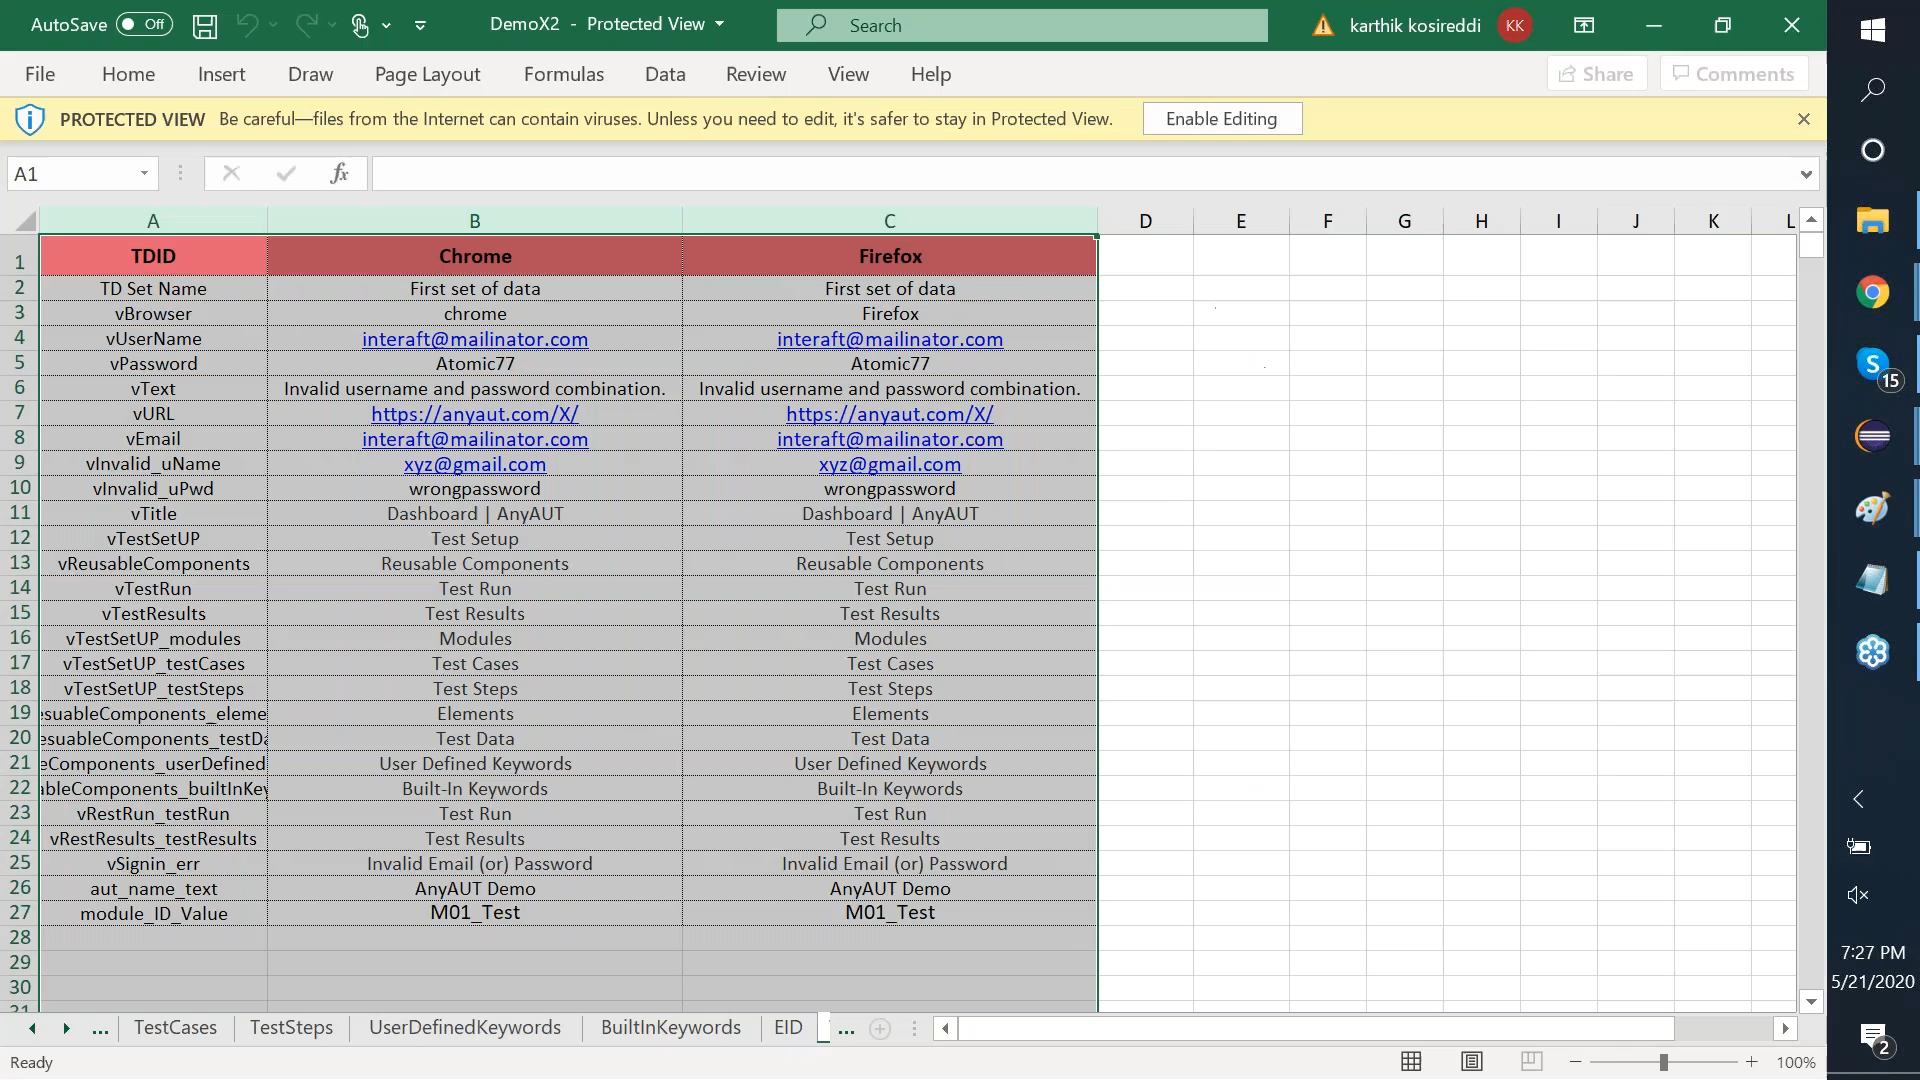 AutoSave Off DemoX2 - Protected View Search karthik kosireddi KK
File Home Insert Draw Page Layout Formulas Data Review View Help Share Comments
PROTECTED VIEW Be careful—files from the Internet can contain viruses. Unless you need to edit, it's safer to stay in Protected View. Enable Editing
A1 fx
A B C D E F G H I J K L
1 TDID Chrome Firefox
2 TD Set Name First set of data First set of data
3 vBrowser chrome Firefox
4 vUserName interaft@mailinator.com interaft@mailinator.com
5 vPassword Atomic77 Atomic77
6 vText Invalid username and password combination. Invalid username and password combination.
7 vURL https://anyaut.com/X/ https://anyaut.com/X/
8 vEmail interaft@mailinator.com interaft@mailinator.com
9 vInvalid_uName xyz@gmail.com xyz@gmail.com
10 vInvalid_uPwd wrongpassword wrongpassword
11 vTitle Dashboard | AnyAUT Dashboard | AnyAUT
12 vTestSetUP Test Setup Test Setup
13 vReusableComponents Reusable Components Reusable Components
14 vTestRun Test Run Test Run
15 vTestResults Test Results Test Results
16 vTestSetUP_modules Modules Modules
17 vTestSetUP_testCases Test Cases Test Cases
18 vTestSetUP_testSteps Test Steps Test Steps
19 esuableComponents_eleme Elements Elements
20 esuableComponents_testDa Test Data Test Data
21 eComponents_userDefined User Defined Keywords User Defined Keywords
22 ableComponents_builtInKey Built-In Keywords Built-In Keywords
23 vRestRun_testRun Test Run Test Run
24 vRestResults_testResults Test Results Test Results
25 vSignin_err Invalid Email (or) Password Invalid Email (or) Password
26 aut_name_text AnyAUT Demo AnyAUT Demo
27 module_ID_Value M01_Test M01_Test
28
29
30
31
... TestCases TestSteps UserDefinedKeywords BuiltInKeywords EID ...
Ready 100%
S 15
7:27 PM
5/21/2020
2